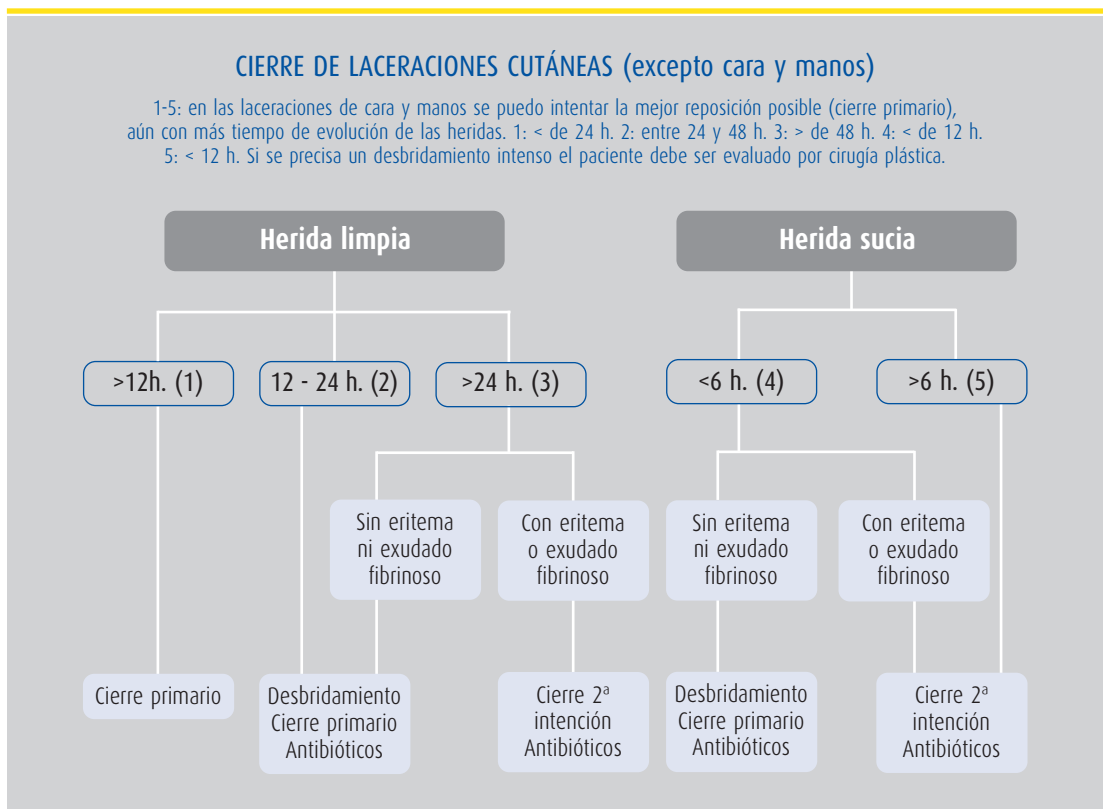 CIERRE DE LACERACIONES CUTÁNEAS (excepto cara y manos)
1-5: en las laceraciones de cara y manos se puedo intentar la mejor reposición posible (cierre primario),
aún con más tiempo de evolución de las heridas. 1: < de 24 h. 2: entre 24 y 48 h. 3: > de 48 h. 4: < de 12 h.
5: < 12 h. Si se precisa un desbridamiento intenso el paciente debe ser evaluado por cirugía plástica.
Herida limpia
Herida sucia
>12h. (1)
12 - 24 h. (2)
>24 h. (3)
<6 h. (4)
>6 h. (5)
Sin eritema
ni exudado
fibrinoso
Con eritema
o exudado
fibrinoso
Sin eritema
ni exudado
fibrinoso
Con eritema
o exudado
fibrinoso
Cierre primario
Desbridamiento
Cierre primario
Antibióticos
Cierre 2ª
intención
Antibióticos
Desbridamiento
Cierre primario
Antibióticos
Cierre 2ª
intención
Antibióticos